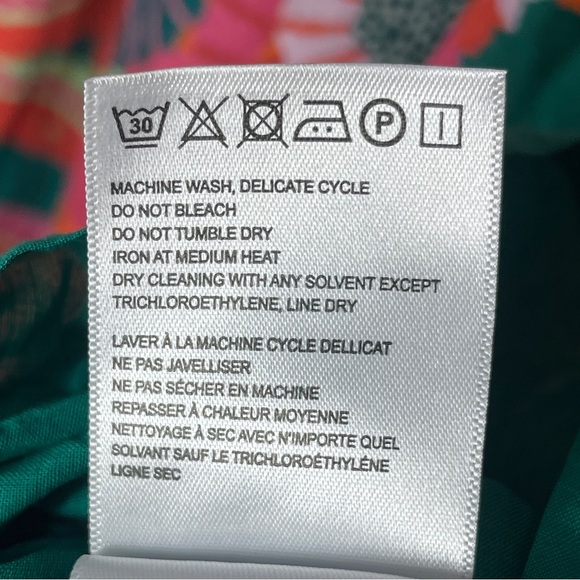 30 P
MACHINE WASH, DELICATE CYCLE
DO NOT BLEACH
DO NOT TUMBLE DRY
IRON AT MEDIUM HEAT
DRY CLEANING WITH ANY SOLVENT EXCEPT
TRICHLOROETHYLENE, LINE DRY
LAVER À LA MACHINE CYCLE DELLICAT
NE PAS JAVELLISER
NE PAS SÉCHER EN MACHINE
REPASSER À CHALEUR MOYENNE
NETTOYAGE À SEC AVEC N'IMPORTE QUEL
SOLVANT SAUF LE TRICHLOROÉTHYLÉNE
LIGNE SEC